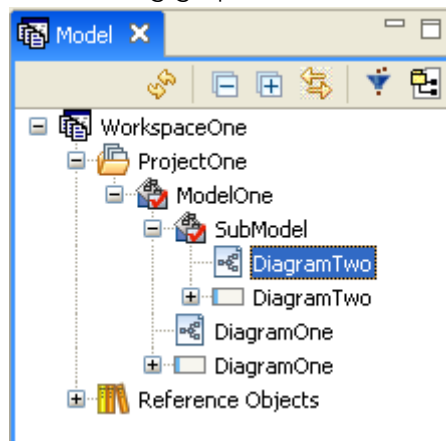 Model
WorkspaceOne
ProjectOne
ModelOne
SubModel
DiagramTwo
DiagramTwo
DiagramOne
DiagramOne
Reference Objects